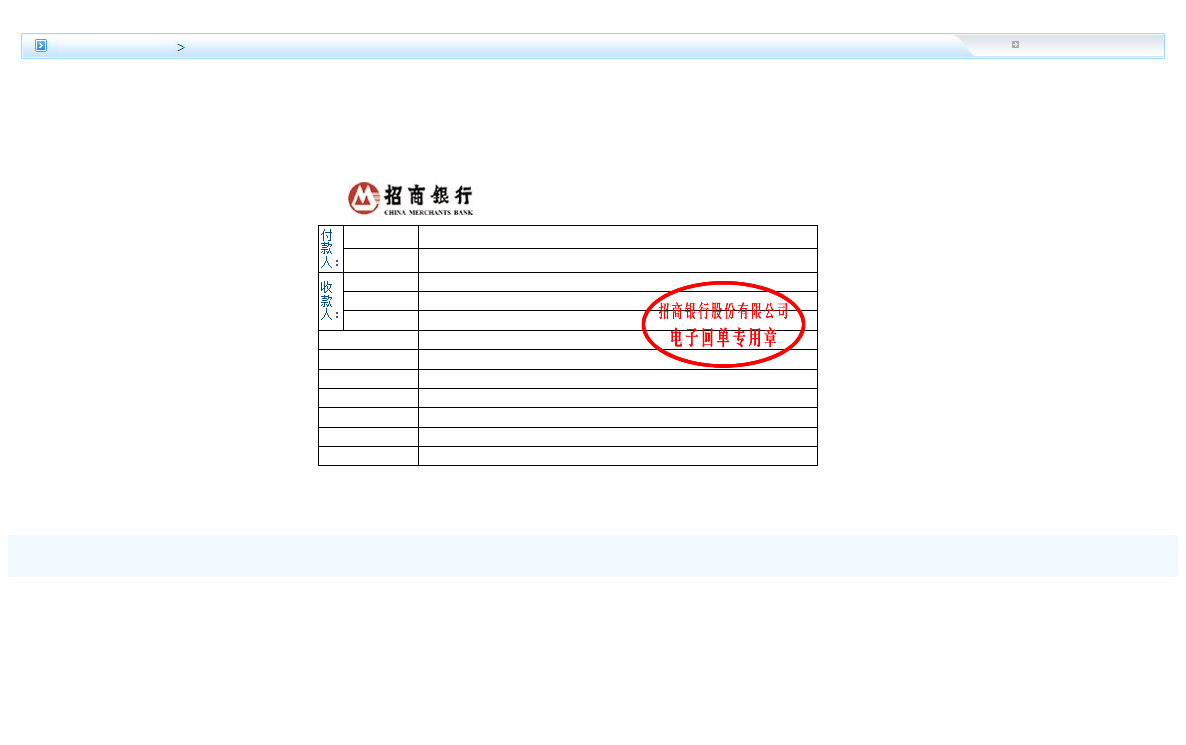 >
招商银行
CHINA MERCHANTS BANK
付
款
人：
收
款
人：
招商银行股份有限公司
电子回单专用章